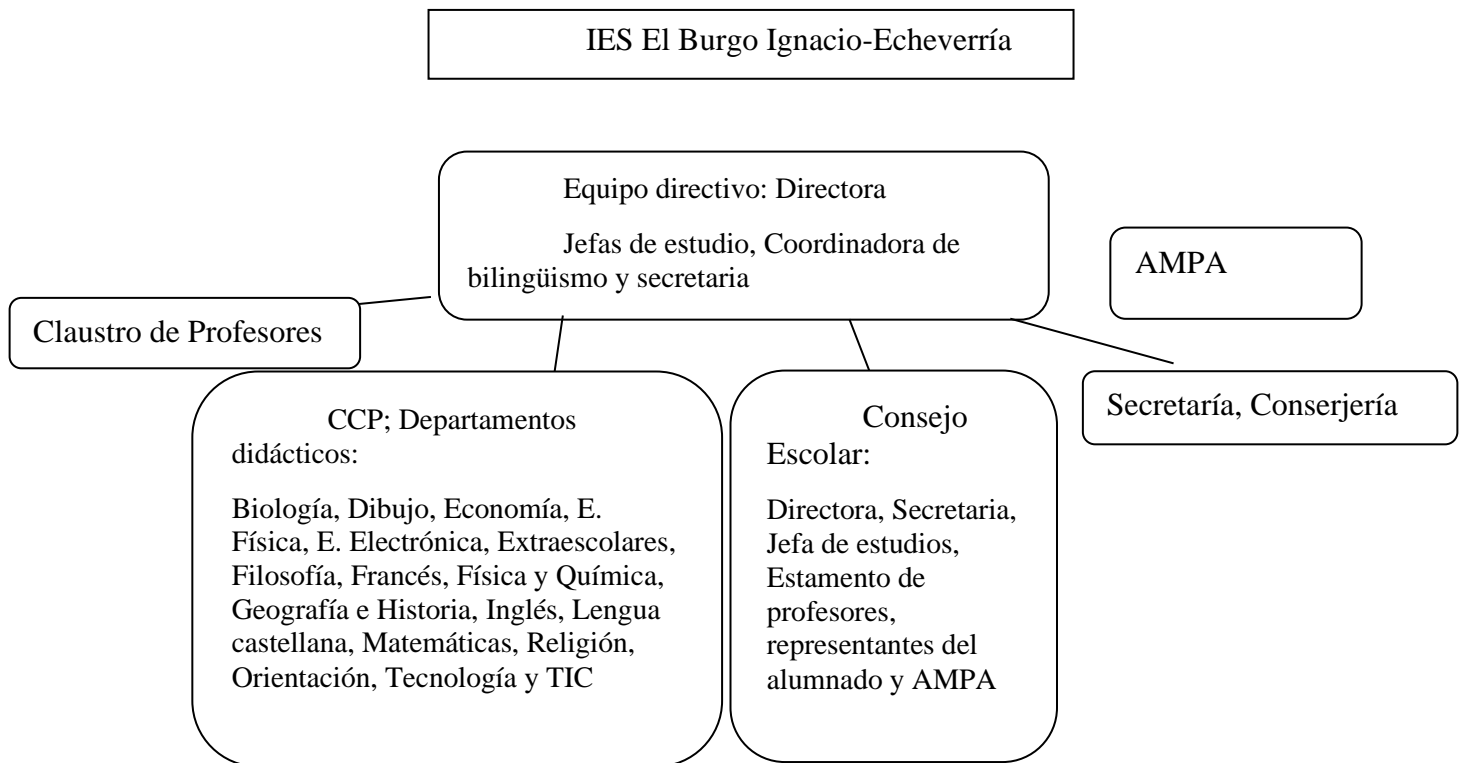 IES El Burgo Ignacio-Echeverría
Equipo directivo: Directora
Jefas de estudio, Coordinadora de
bilingüismo y secretaria
AMPA
Claustro de Profesores
CCP; Departamentos
didácticos:
Biología, Dibujo, Economía, E.
Física, E. Electrónica, Extraescolares,
Filosofía, Francés, Física y Química,
Geografía e Historia, Inglés, Lengua
castellana, Matemáticas, Religión,
Orientación, Tecnología y TIC
Consejo
Escolar:
Directora, Secretaria,
Jefa de estudios,
Estamento de
profesores,
representantes del
alumnado y AMPA
Secretaría, Conserjería